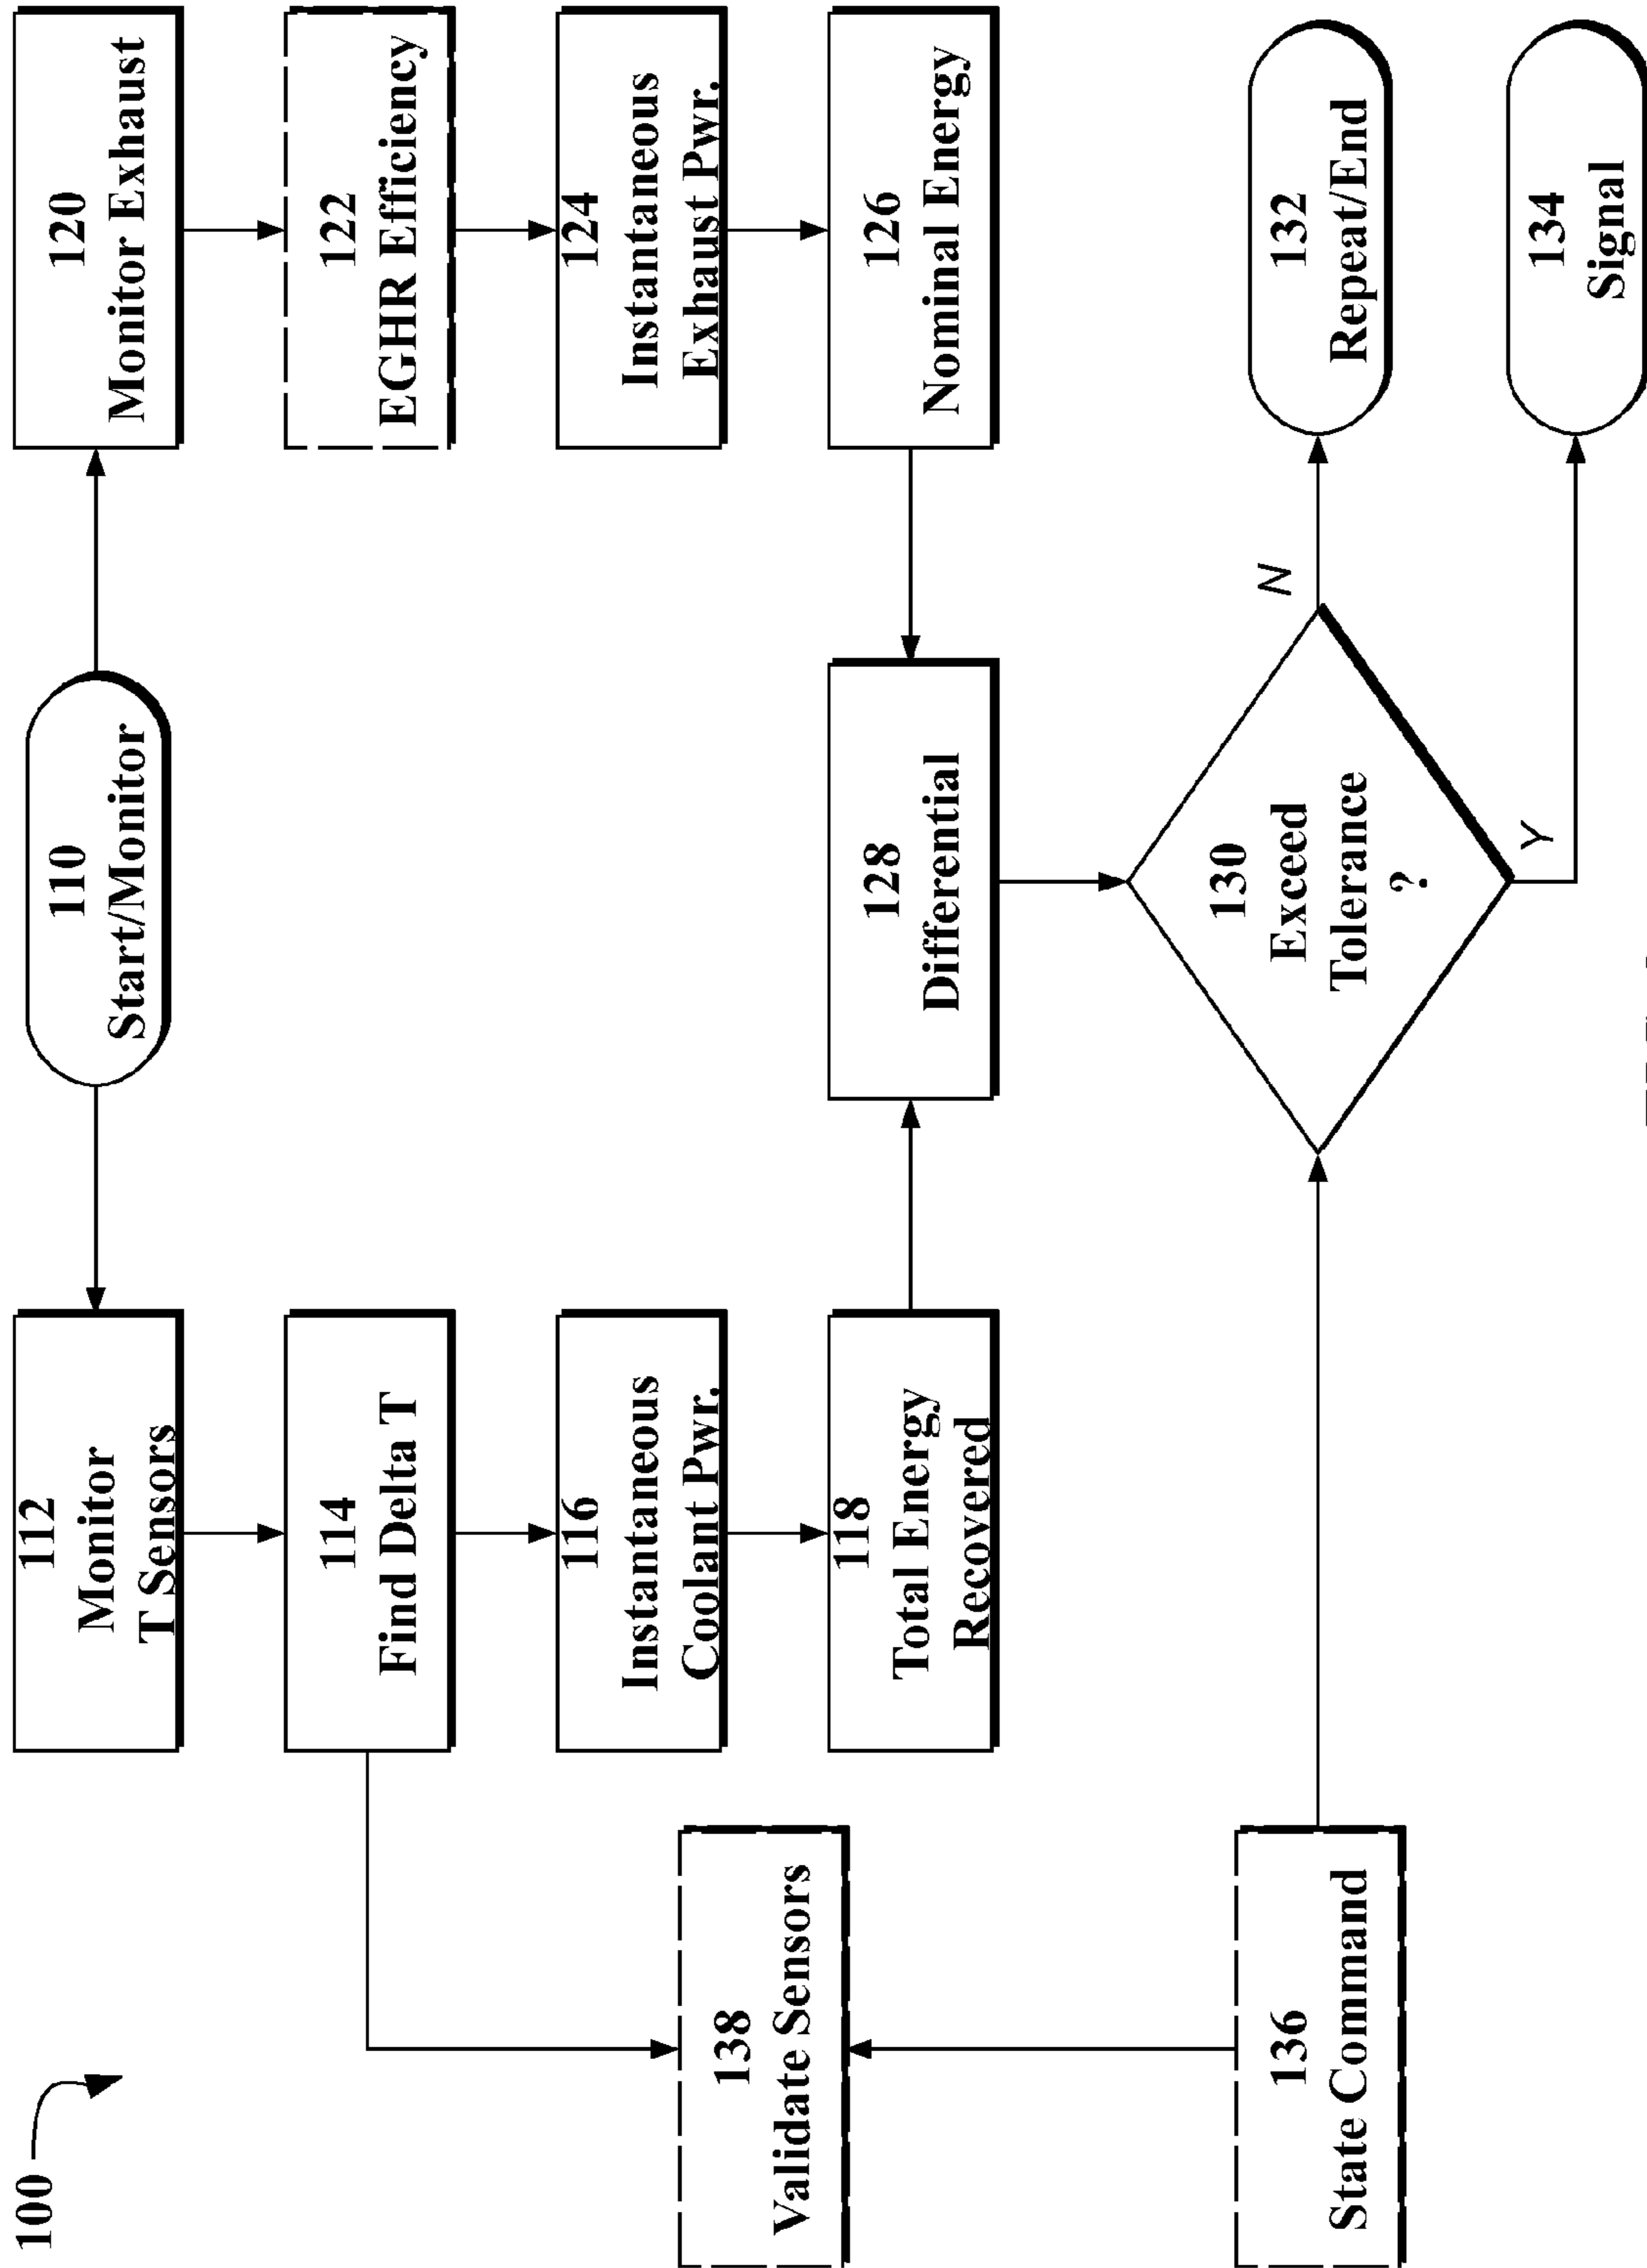 100
110
Start/Monitor
112
Monitor
T Sensors
120
Monitor Exhaust
114
Find Delta T
122
EGHR Efficiency
116
Instantaneous
Coolant Pwr.
124
Instantaneous
Exhaust Pwr.
138
Validate Sensors
118
Total Energy
Recovered
128
Differential
126
Nominal Energy
136
State Command
130
Exceed
Tolerance
?
N
132
Repeat/End
Y
134
Signal